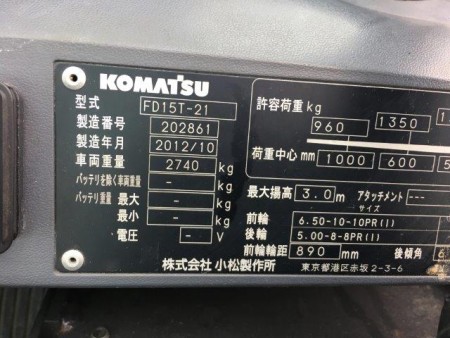 KOMATSU
型式 FD15T-21
製造番号 202861
製造年月 2012/10
車両重量 2740 kg
バッテリを除く車両重量 - kg
バッテリ重量 最大 - kg
最小 - kg
電圧 - V
株式会社 小松製作所
許容荷重 kg
960 1350
荷重中心 mm 1000 600
最大揚高 3.0 m アタッチメント ---
サイズ
前輪 6.50-10-10PR(I)
後輪 5.00-8-8PR(I)
前輪輪距 890 mm 後傾角
東京都港区赤坂 2-3-6